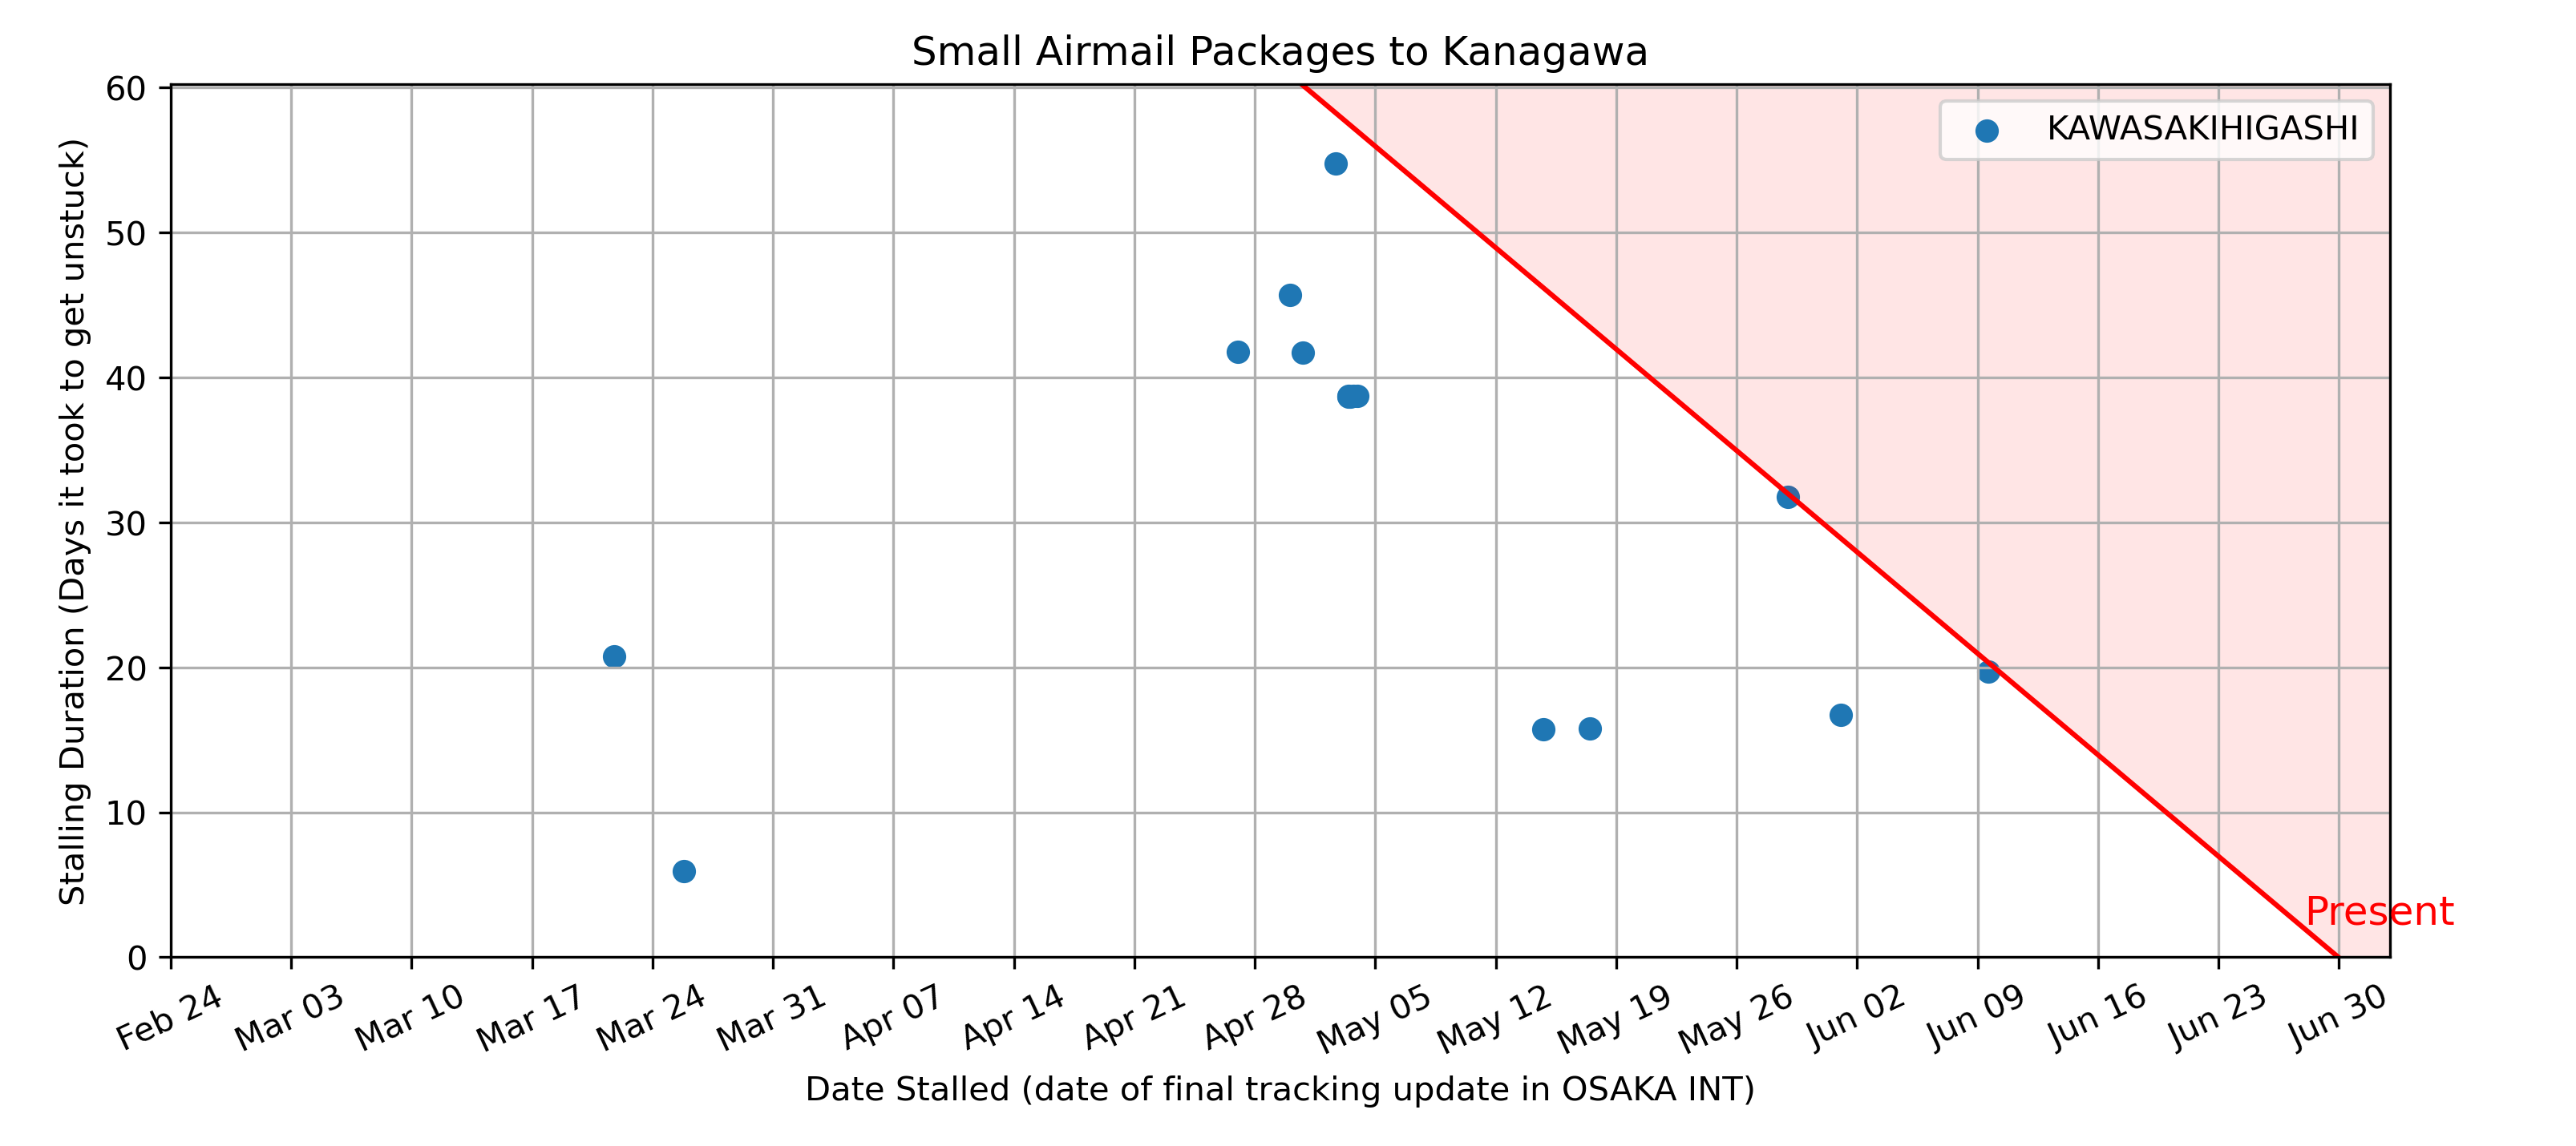 Small Airmail Packages to Kanagawa
KAWASAKIHIGASHI
Stalling Duration (Days it took to get unstuck)
60
50
40
30
20
10
0
Present
Feb 24 Mar 03 Mar 10 Mar 17 Mar 24 Mar 31 Apr 07 Apr 14 Apr 21 Apr 28 May 05 May 12 May 19 May 26 Jun 02 Jun 09 Jun 16 Jun 23 Jun 30
Date Stalled (date of final tracking update in OSAKA INT)